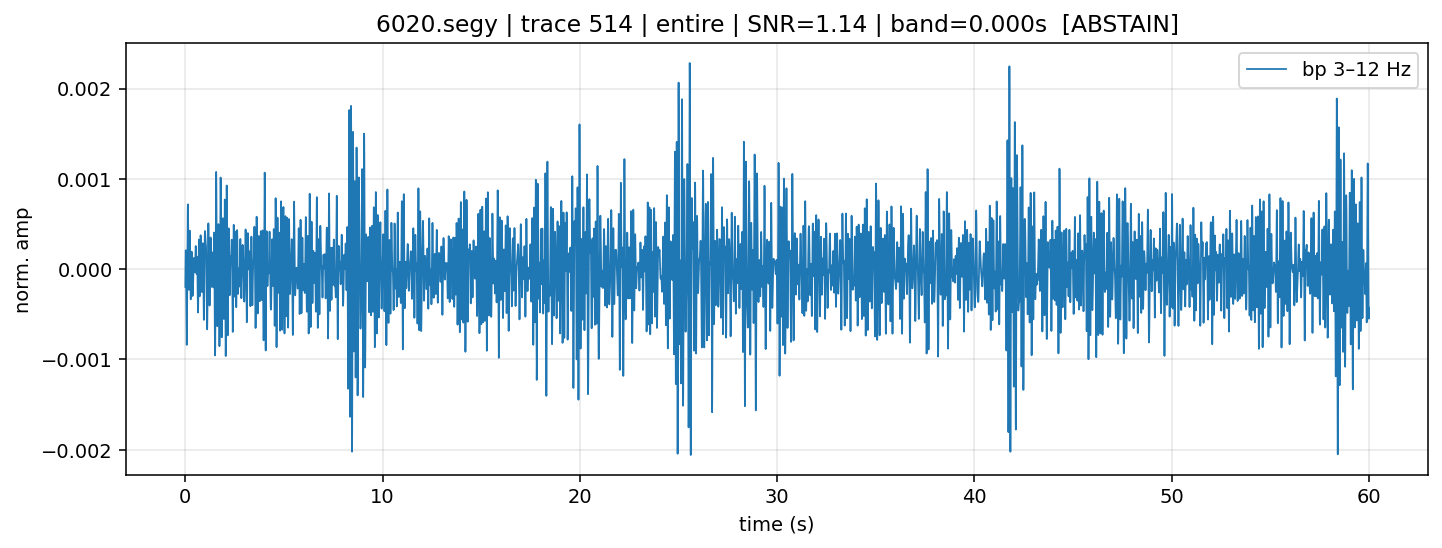 6020.segy | trace 514 | entire | SNR=1.14 | band=0.000s  [ABSTAIN]
bp 3–12 Hz
norm. amp
0.002
0.001
0.000
−0.001
−0.002
0 10 20 30 40 50 60
time (s)